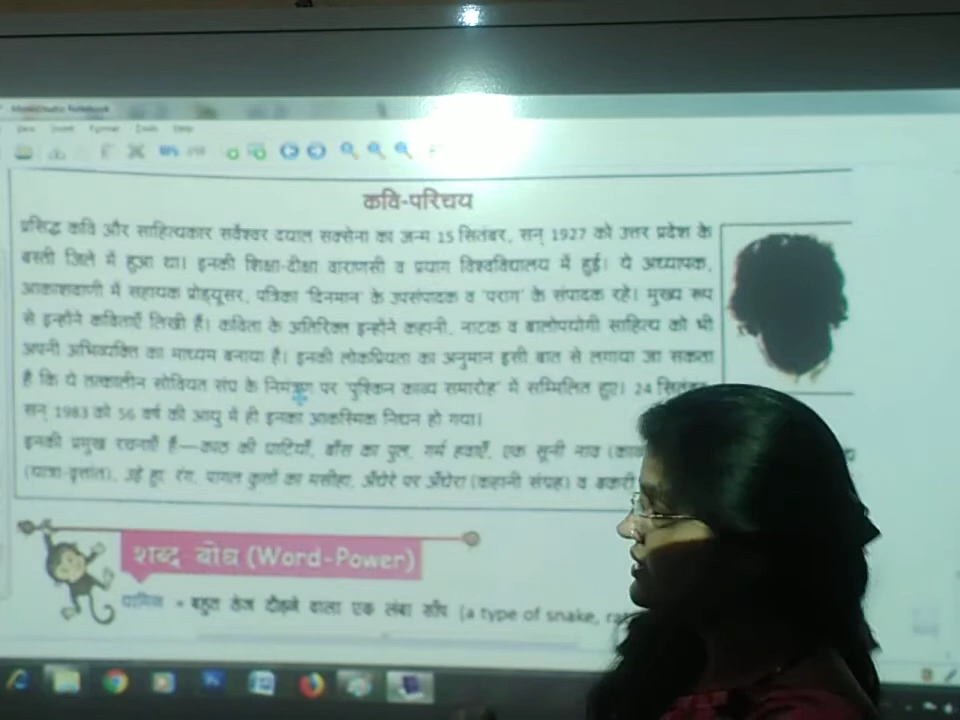 कवि-परिचय
प्रसिद्ध कवि और साहित्यकार सर्वेश्वर दयाल सक्सेना का जन्म 15 सितंबर, सन् 1927 को उत्तर प्रदेश के
बस्ती जिले में हुआ था। इनकी शिक्षा-दीक्षा वाराणसी व प्रयाग विश्वविद्यालय में हुई। ये अध्यापक,
आकाशवाणी में सहायक प्रोड्यूसर, पत्रिका 'दिनमान' के उपसंपादक व 'पराग' के संपादक रहे। मुख्य रूप
से इन्होंने कविताएँ लिखी हैं। कविता के अतिरिक्त इन्होंने कहानी, नाटक व बालोपयोगी साहित्य को भी
अपनी अभिव्यक्ति का माध्यम बनाया है। इनकी लोकप्रियता का अनुमान इसी बात से लगाया जा सकता
है कि ये तत्कालीन सोवियत संघ के निमंत्रण पर 'पुश्किन काव्य समारोह' में सम्मिलित हुए। 24 सितंबर
सन् 1983 को 56 वर्ष की आयु में ही इनका आकस्मिक निधन हो गया।
इनकी प्रमुख रचनाएँ हैं—काठ की घंटियाँ, बाँस का पुल, गर्म हवाएँ, एक सूनी नाव
(यात्रा-वृत्तांत), उड़े हुए रंग, पागल कुत्तों का मसीहा, अँधेरे पर अँधेरा (कहानी संग्रह) व बकरी
शब्द बोध (Word-Power)
धामिन - बहुत तेज दौड़ने वाला एक लंबा साँप (a type of snake,